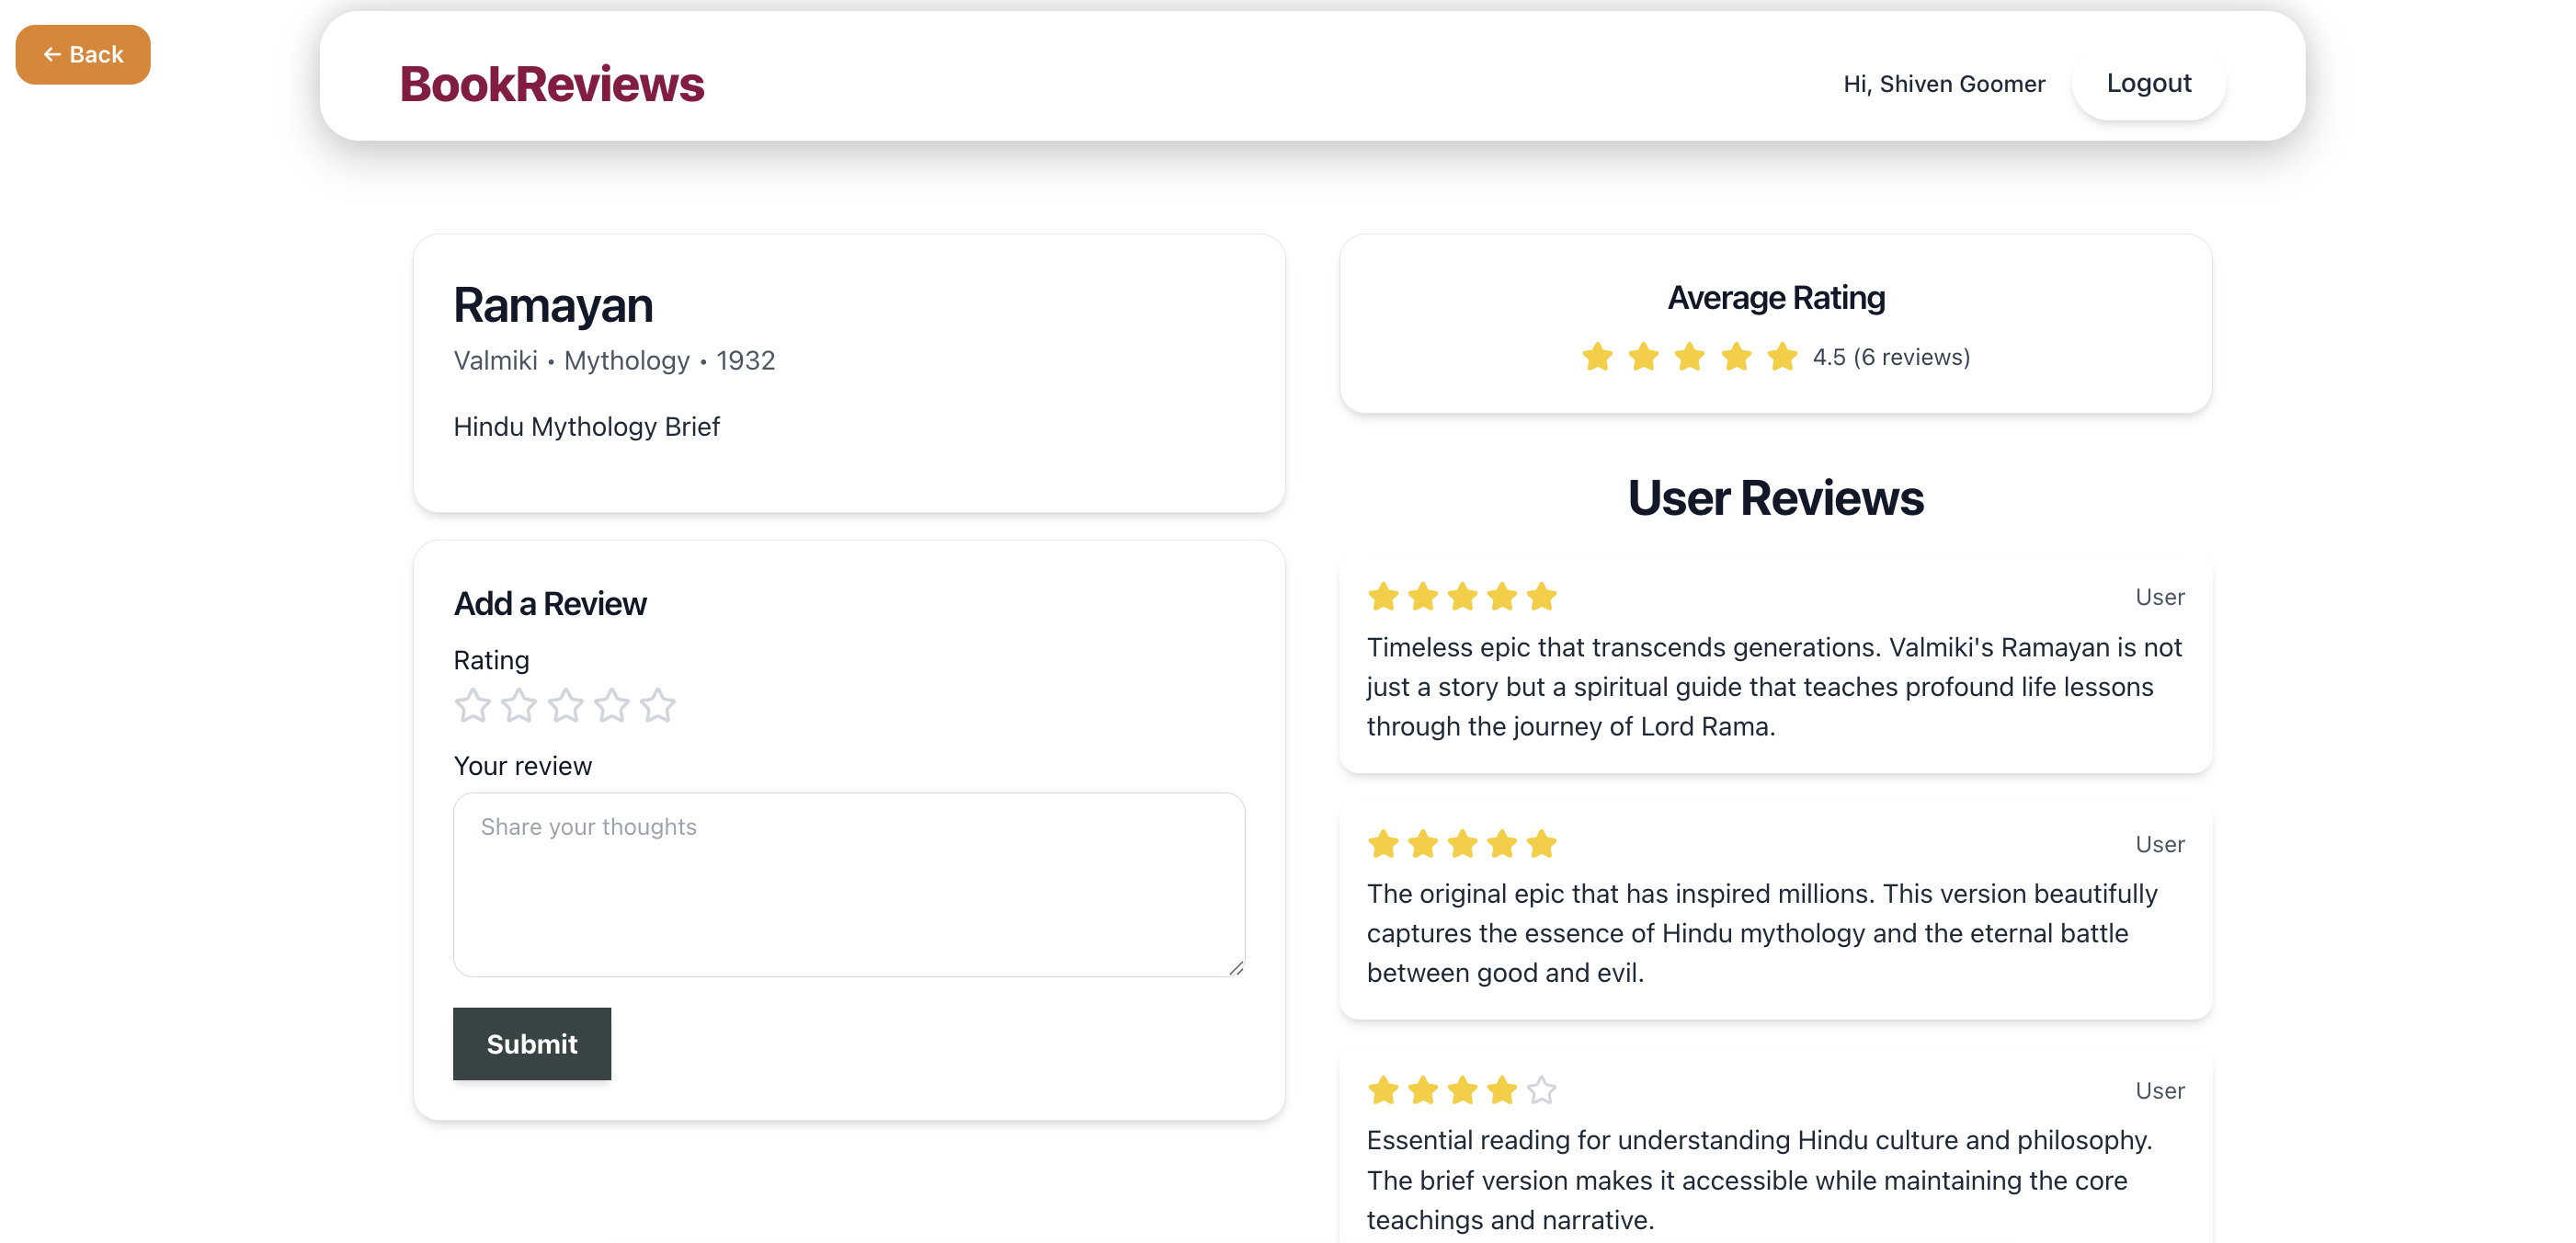 ← Back
BookReviews
Hi, Shiven Goomer
Logout
Ramayan
Valmiki • Mythology • 1932
Hindu Mythology Brief
Add a Review
Rating
Your review
Share your thoughts
Submit
Average Rating
4.5 (6 reviews)
User Reviews
User
Timeless epic that transcends generations. Valmiki's Ramayan is not
just a story but a spiritual guide that teaches profound life lessons
through the journey of Lord Rama.
User
The original epic that has inspired millions. This version beautifully
captures the essence of Hindu mythology and the eternal battle
between good and evil.
User
Essential reading for understanding Hindu culture and philosophy.
The brief version makes it accessible while maintaining the core
teachings and narrative.